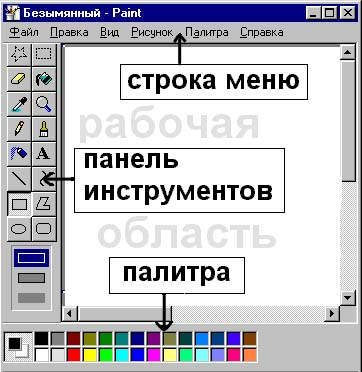 Безымянный - Paint
Файл Правка Вид Рисунок Палитра Справка
строка меню
рабочая
A
панель
инструментов
область
палитра